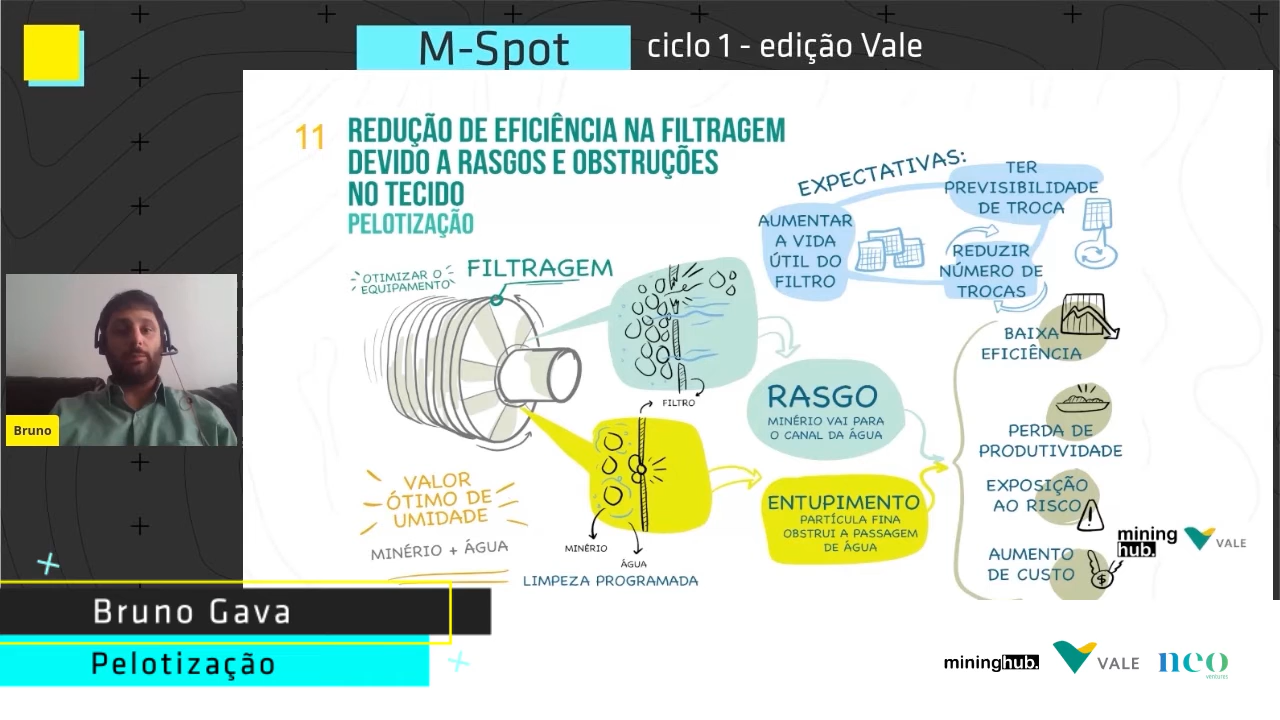 M-Spot
ciclo 1 - edição Vale
11
REDUÇÃO DE EFICIÊNCIA NA FILTRAGEM
DEVIDO A RASGOS E OBSTRUÇÕES
NO TECIDO
PELOTIZAÇÃO
EXPECTATIVAS:
TER
PREVISIBILIDADE
DE TROCA
AUMENTAR
A VIDA
ÚTIL DO
FILTRO
REDUZIR
NÚMERO DE
TROCAS
OTIMIZAR O
EQUIPAMENTO
FILTRAGEM
FILTRO
RASGO
MINÉRIO VAI PARA
O CANAL DA ÁGUA
BAIXA
EFICIÊNCIA
PERDA DE
PRODUTIVIDADE
EXPOSIÇÃO
AO RISCO
AUMENTO
DE CUSTO
$
VALOR
ÓTIMO DE
UMIDADE
MINÉRIO + ÁGUA
ENTUPIMENTO
PARTÍCULA FINA
OBSTRUI A PASSAGEM
DE ÁGUA
MINÉRIO
ÁGUA
LIMPEZA PROGRAMADA
mining
hub.
VALE
Bruno
Bruno Gava
Pelotização
mininghub.
VALE
neo
ventures